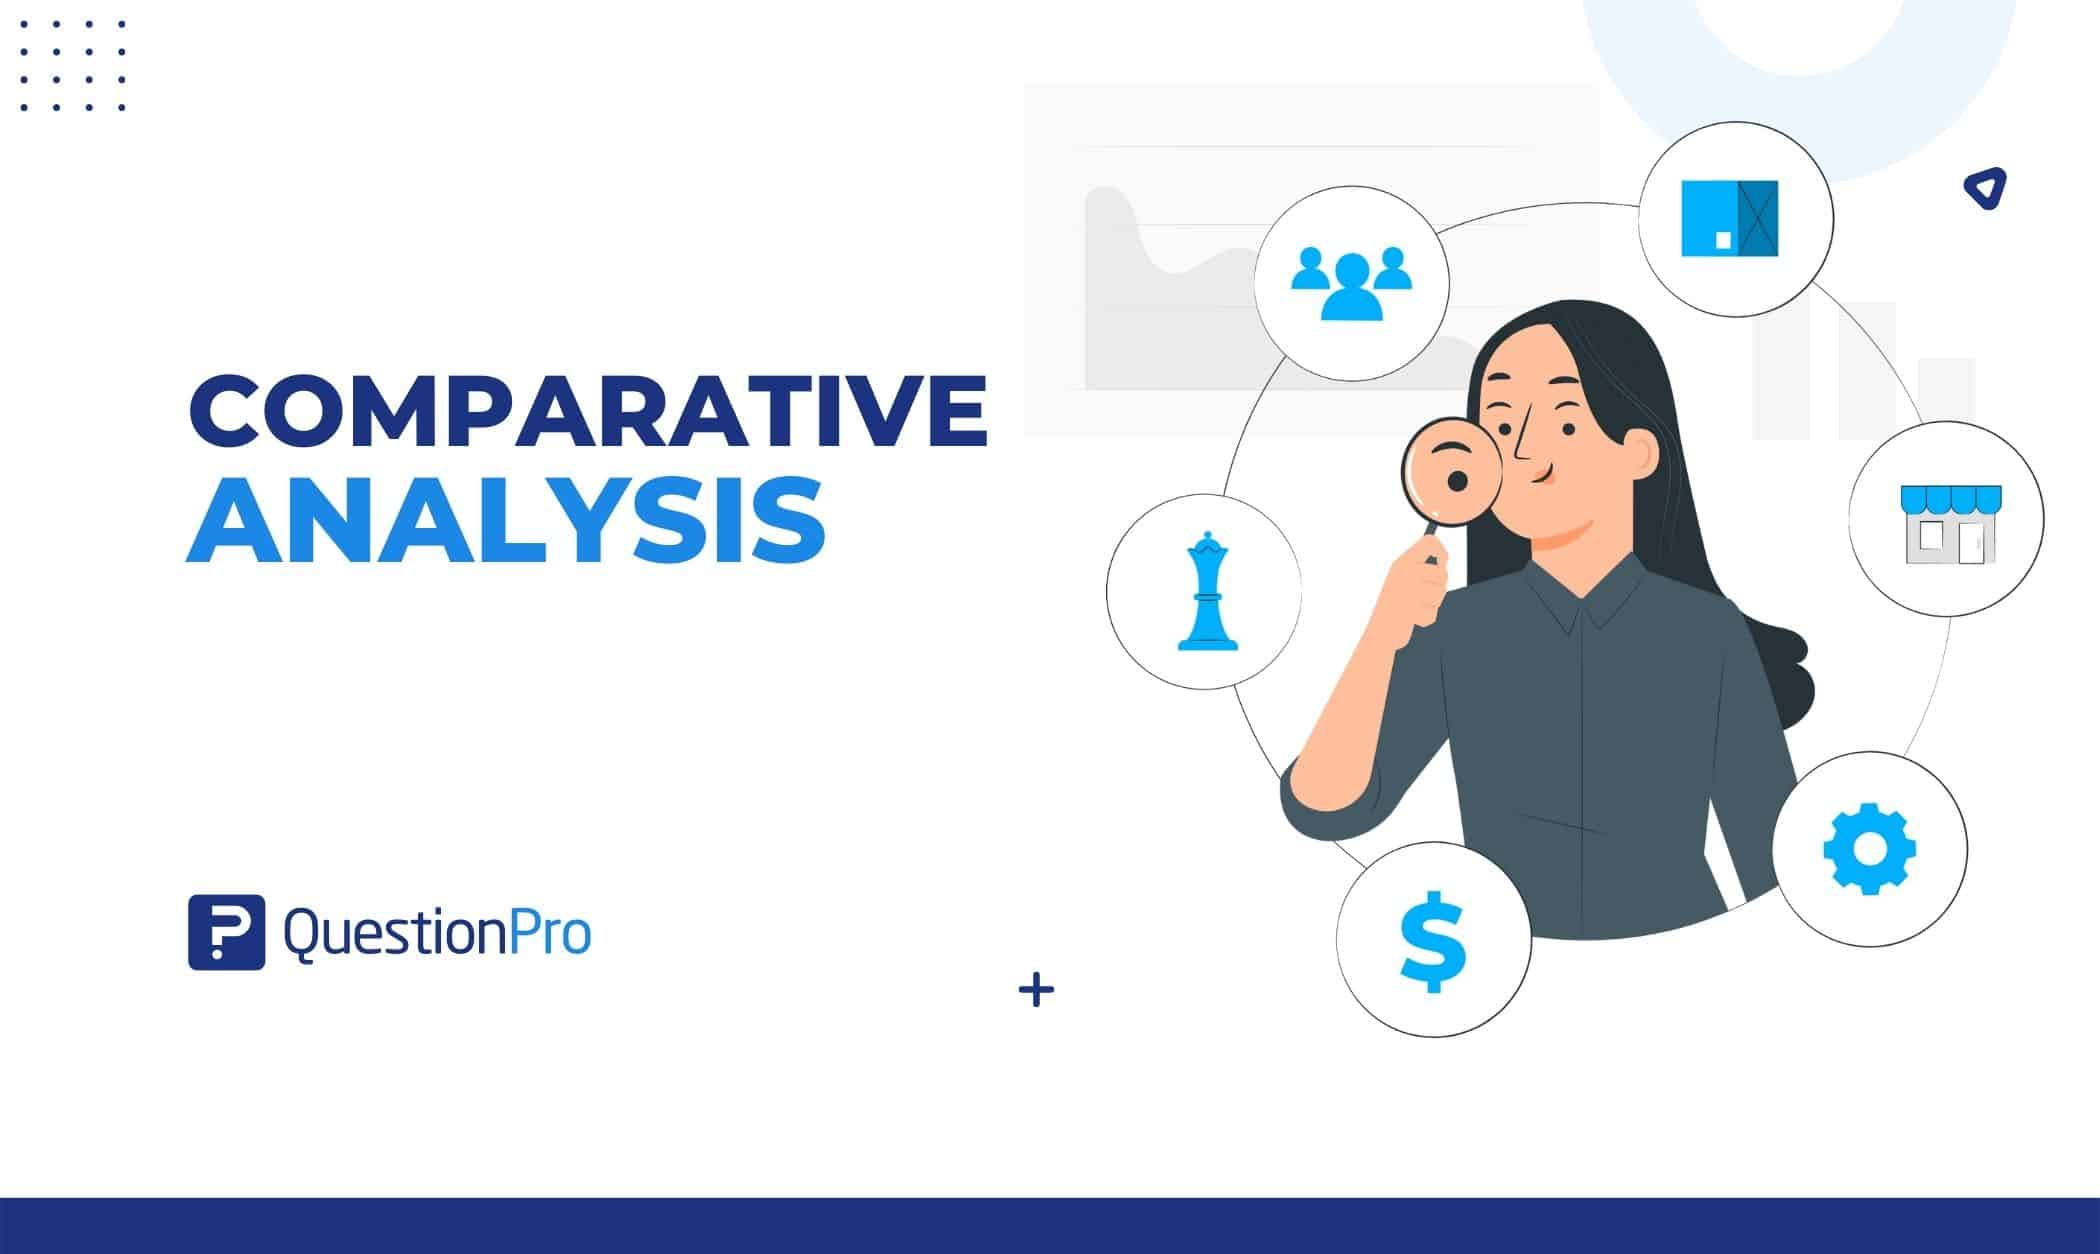 COMPARATIVE
ANALYSIS
QuestionPro
$